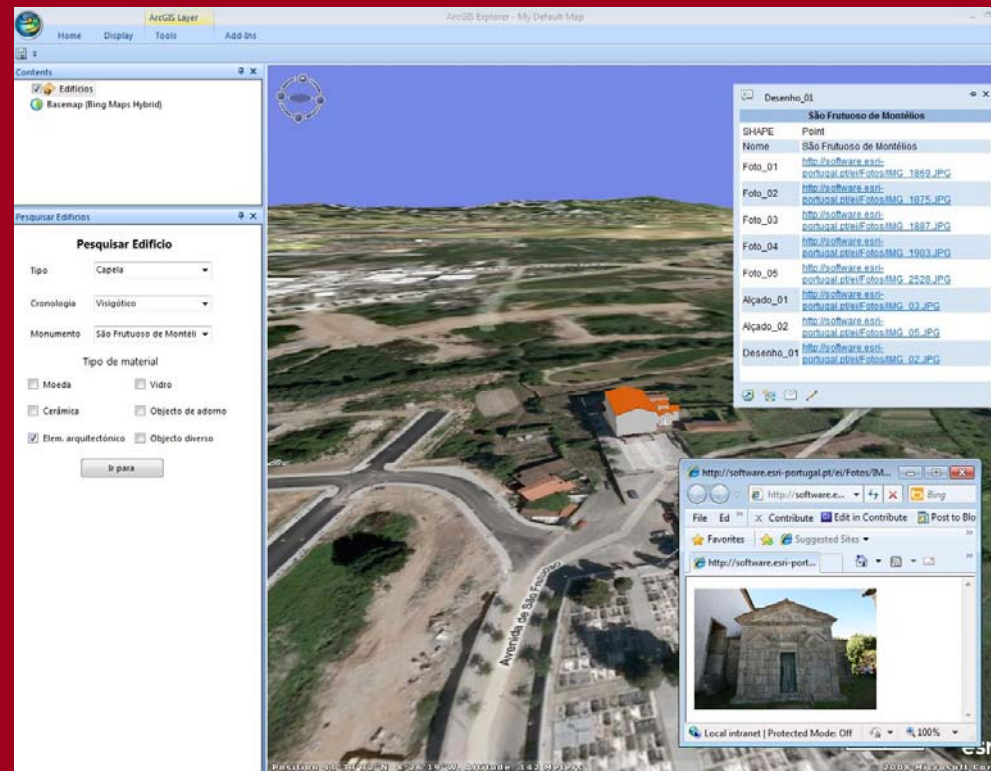 ArcGIS Layer
ArcGIS Explorer - My Default Map
Home Display Tools Add-Ins
Contents
Edificios
Basemap (Bing Maps Hybrid)
Pesquisar Edificios
Pesquisar Edifício
Tipo Capela
Cronologia Visigótico
Monumento São Frutuoso de Montéli
Tipo de material
Moeda Vidro
Cerâmica Objecto de adorno
Elem. arquitectónico Objecto diverso
Ir para
Desenho_01
São Frutuoso de Montélios
SHAPE Point
Nome São Frutuoso de Montélios
Foto_01 http://software.esri-
portugal.pt/ei/Fotos/IMG_1869.JPG
Foto_02 http://software.esri-
portugal.pt/ei/Fotos/IMG_1875.JPG
Foto_03 http://software.esri-
portugal.pt/ei/Fotos/IMG_1887.JPG
Foto_04 http://software.esri-
portugal.pt/ei/Fotos/IMG_1903.JPG
Foto_05 http://software.esri-
portugal.pt/ei/Fotos/IMG_2528.JPG
Alçado_01 http://software.esri-
portugal.pt/ei/Fotos/IMG_03.JPG
Alçado_02 http://software.esri-
portugal.pt/ei/Fotos/IMG_05.JPG
Desenho_01 http://software.esri-
portugal.pt/ei/Fotos/IMG_02.JPG
Avenida de São
http://software.esri-portugal.pt/ei/Fotos/IM...
http://software.e... Bing
File Ed » X Contribute Edit in Contribute Post to Blo
Favorites Suggested Sites
http://software.esri-port...
Local intranet | Protected Mode: Off 100%
esr